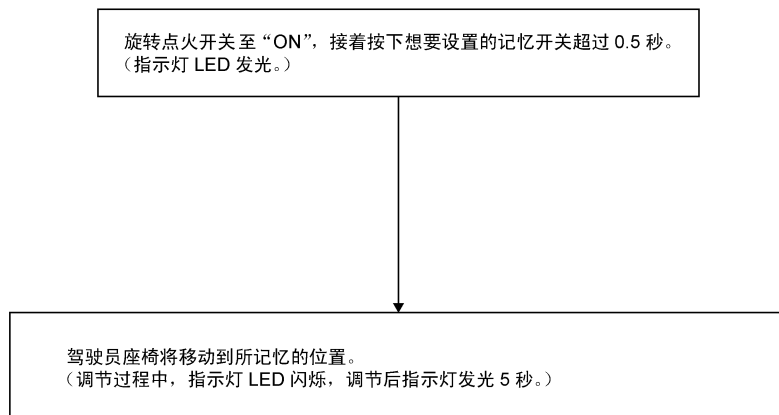 旋转点火开关至“ON”，接着按下想要设置的记忆开关超过 0.5 秒。
（指示灯 LED 发光。）
驾驶员座椅将移动到所记忆的位置。
（调节过程中，指示灯 LED 闪烁，调节后指示灯发光 5 秒。）